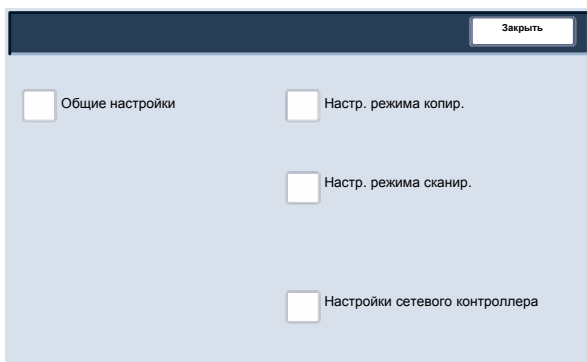 Закрыть
Общие настройки
Настр. режима копир.
Настр. режима сканир.
Настройки сетевого контроллера